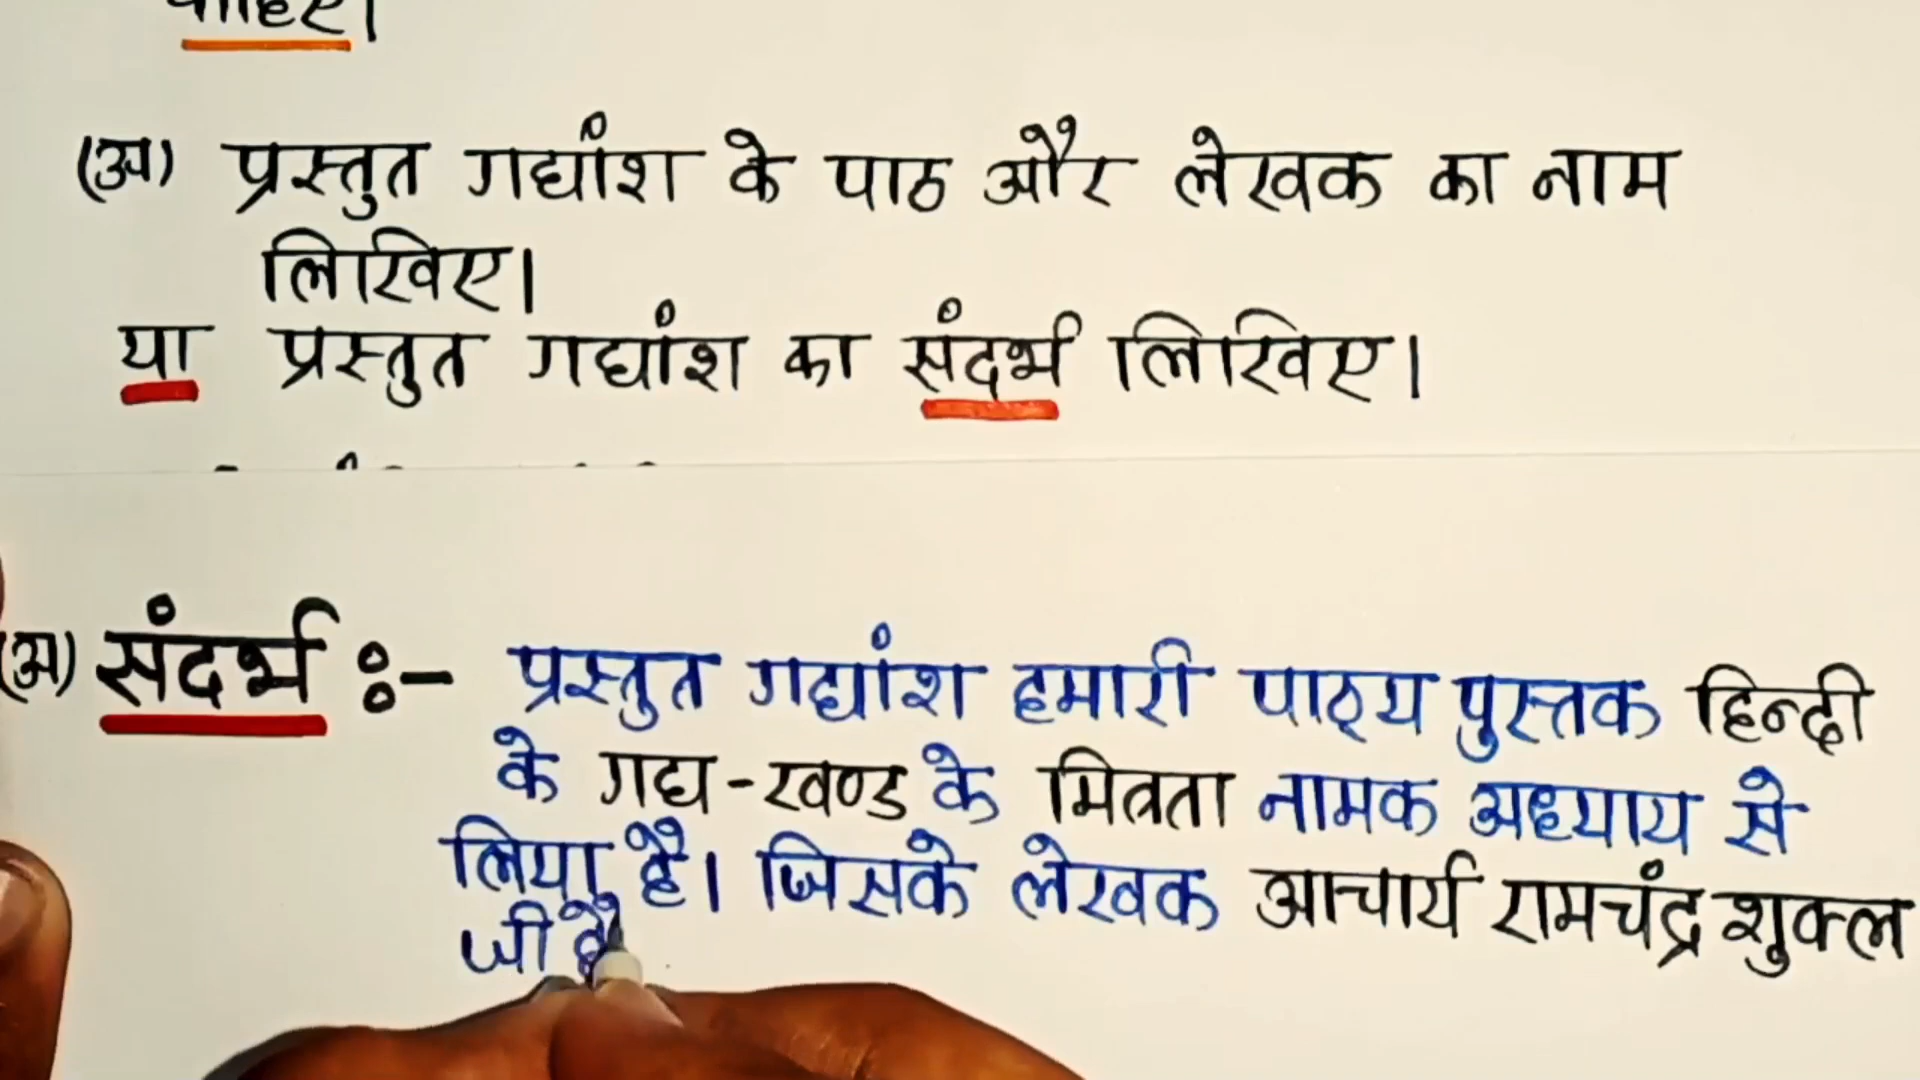 (अ) प्रस्तुत गद्यांश के पाठ और लेखक का नाम
लिखिए।
या प्रस्तुत गद्यांश का संदर्भ लिखिए।
(अ) संदर्भ :- प्रस्तुत गद्यांश हमारी पाठ्य पुस्तक हिन्दी
के गद्य-खण्ड के मित्रता नामक अध्याय से
लिया है। जिसके लेखक आचार्य रामचंद्र शुक्ल
जी